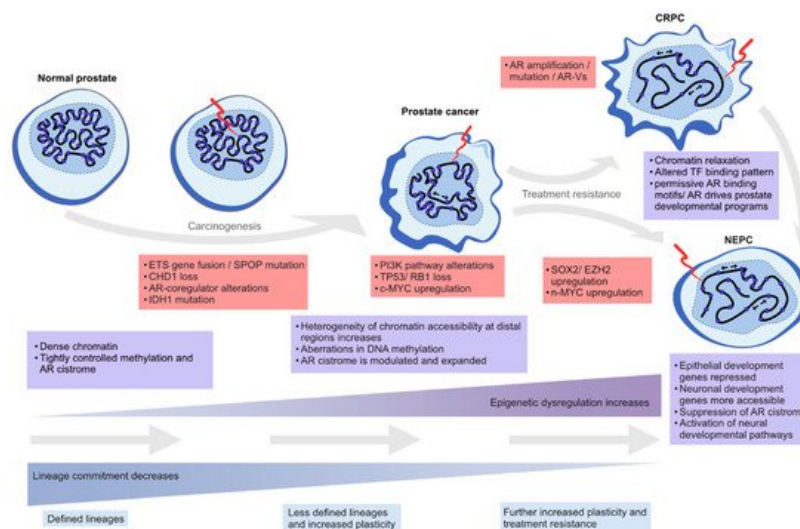 CRPC
• AR amplification /
mutation / AR-Vs
Normal prostate
Prostate cancer
Carcinogenesis
Treatment resistance
• Chromatin relaxation
• Altered TF binding pattern
• permissive AR binding
motifs/ AR drives prostate
developmental programs
NEPC
• ETS gene fusion / SPOP mutation
• CHD1 loss
• AR-coregulator alterations
• IDH1 mutation
• PI3K pathway alterations
• TP53/ RB1 loss
• c-MYC upregulation
• SOX2/ EZH2
upregulation
• n-MYC upregulation
• Dense chromatin
• Tightly controlled methylation and
AR cistrome
• Heterogeneity of chromatin accessibility at distal
regions increases
• Aberrations in DNA methylation
• AR cistrome is modulated and expanded
• Epithelial development
genes repressed
• Neuronal development
genes more accessible
• Suppression of AR cistrom
• Activation of neural
developmental pathways
Epigenetic dysregulation increases
Lineage commitment decreases
Defined lineages
Less defined lineages
and increased plasticity
Further increased plasticity and
treatment resistance